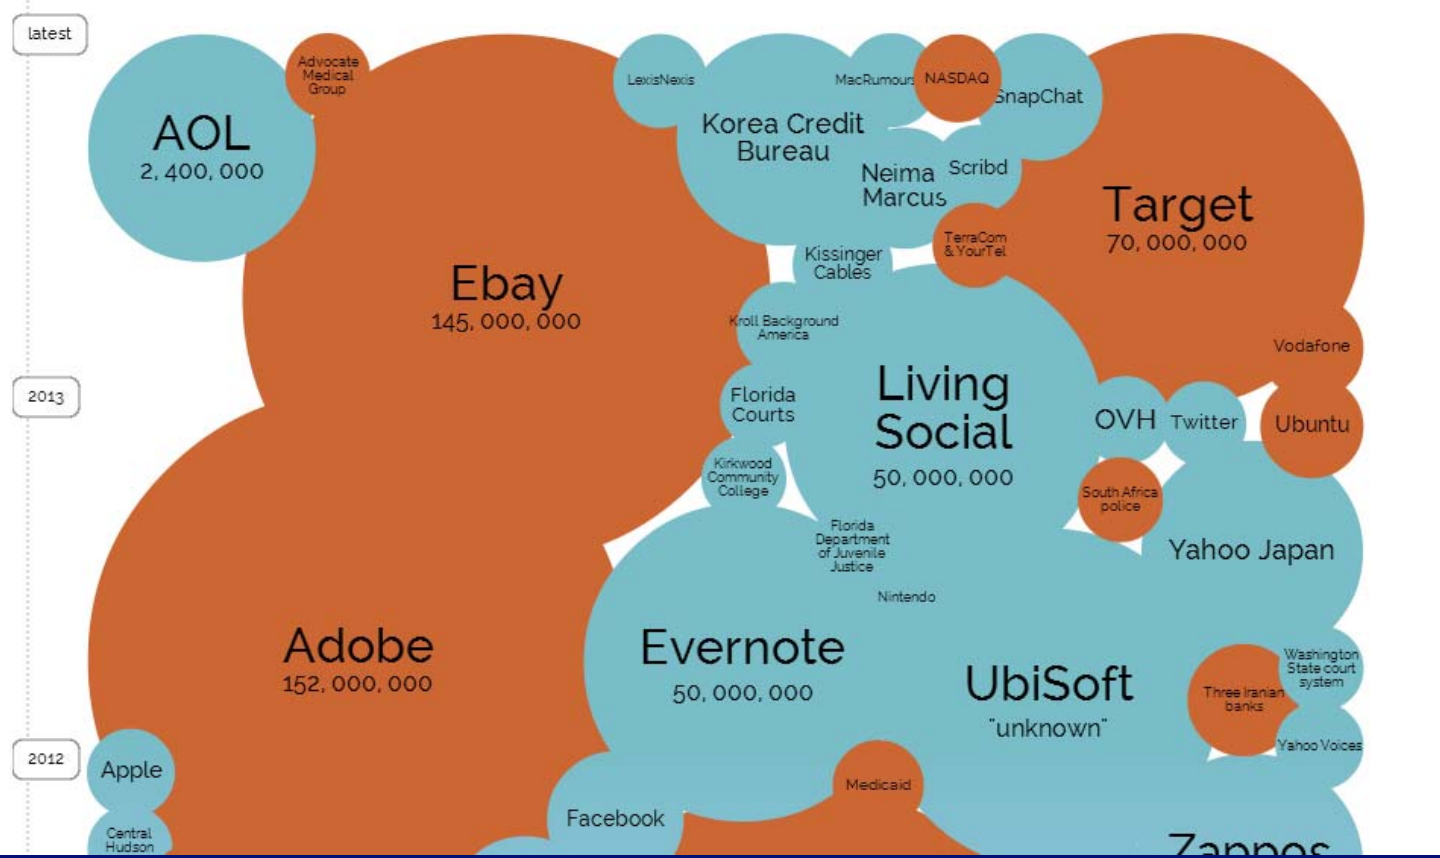 latest
AOL
2, 400, 000
Advocate
Medical
Group
Ebay
145, 000, 000
LexisNexis
Korea Credit
Bureau
MacRumours
NASDAQ
SnapChat
Neima
Marcus
Scribd
Target
70, 000, 000
TerraCom
& YourTel
Kissinger
Cables
Kroll Background
America
Vodafone
2013
Florida
Courts
Living
Social
50, 000, 000
OVH
Twitter
Ubuntu
Kirkwood
Community
College
South Africa
police
Florida
Department
of Juvenile
Justice
Yahoo Japan
Nintendo
Adobe
152, 000, 000
Evernote
50, 000, 000
UbiSoft
"unknown"
Three Iranian
banks
Washington
State court
system
Yahoo Voices
2012
Apple
Facebook
Medicaid
Central
Hudson
Zappos